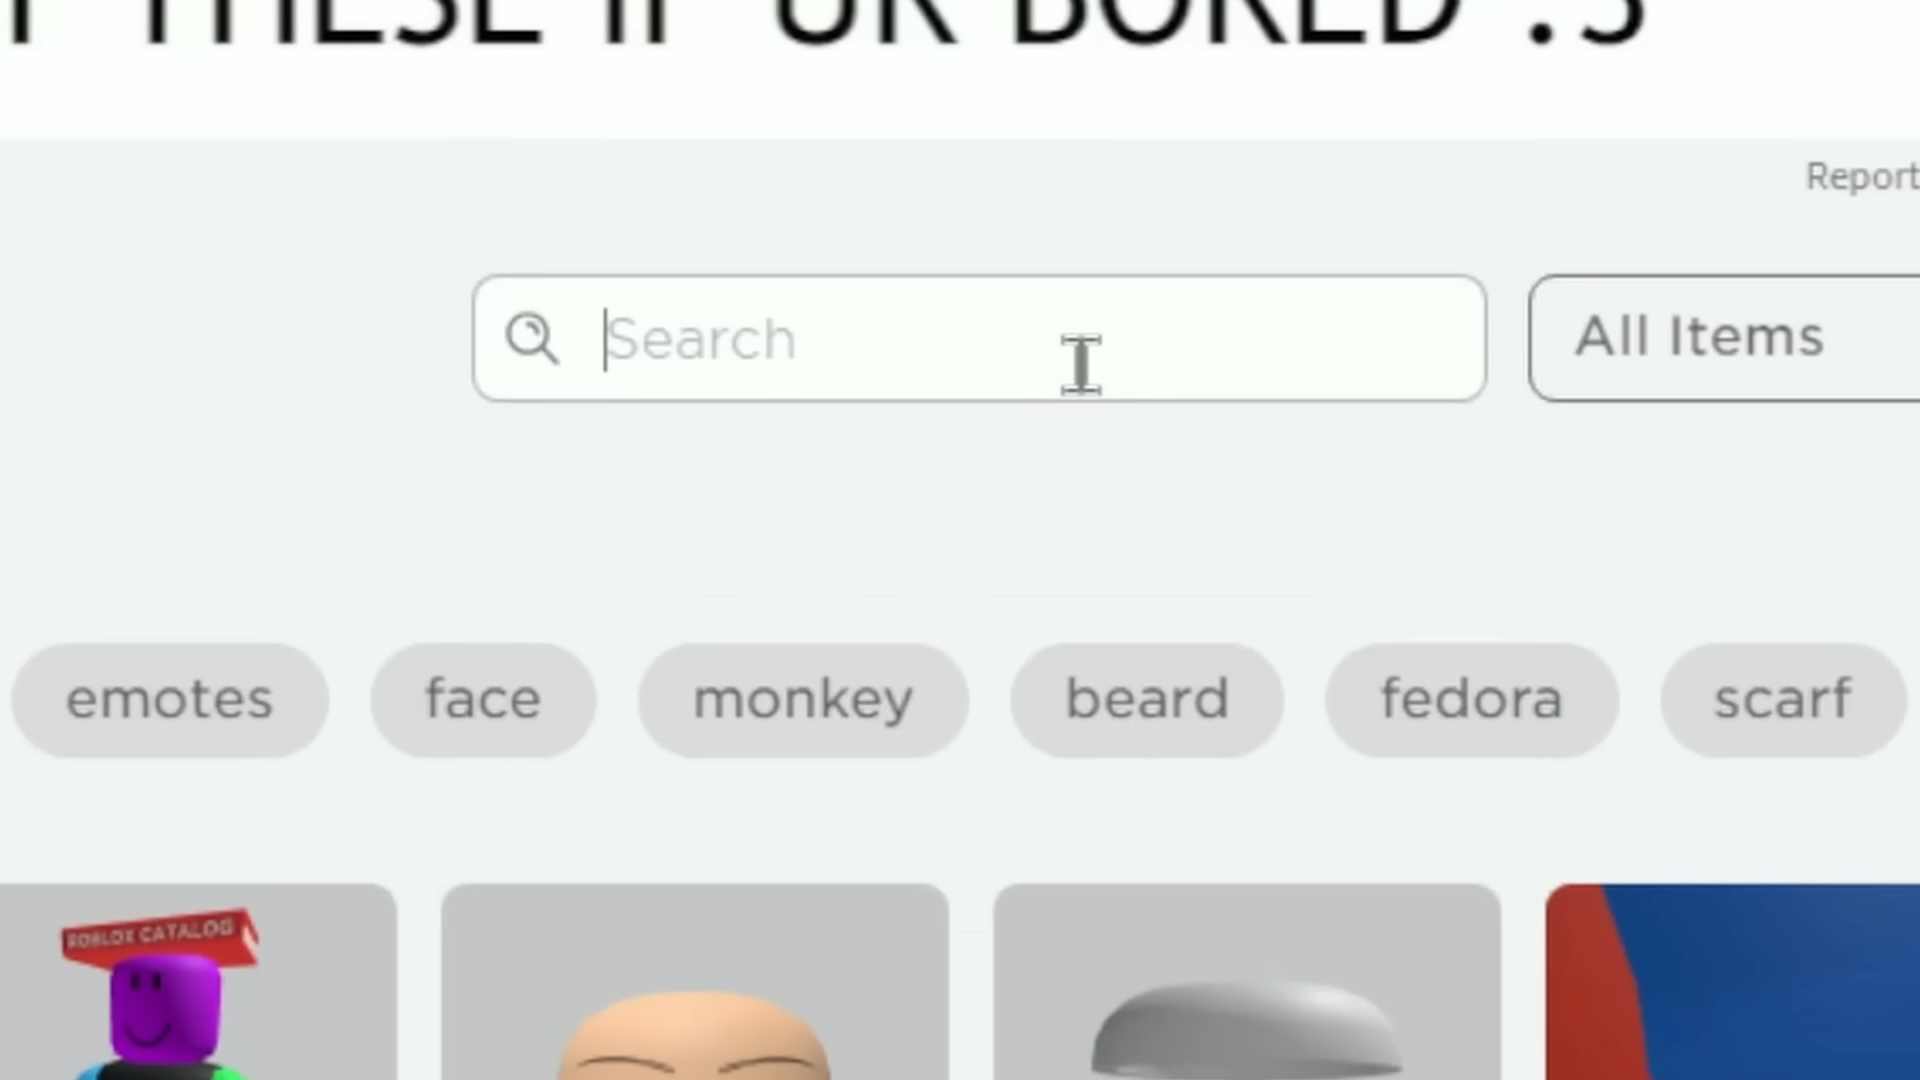 THESE IF UR BORED :3
Report
Search
All Items
emotes face monkey beard fedora scarf
ROBLOX CATALOG